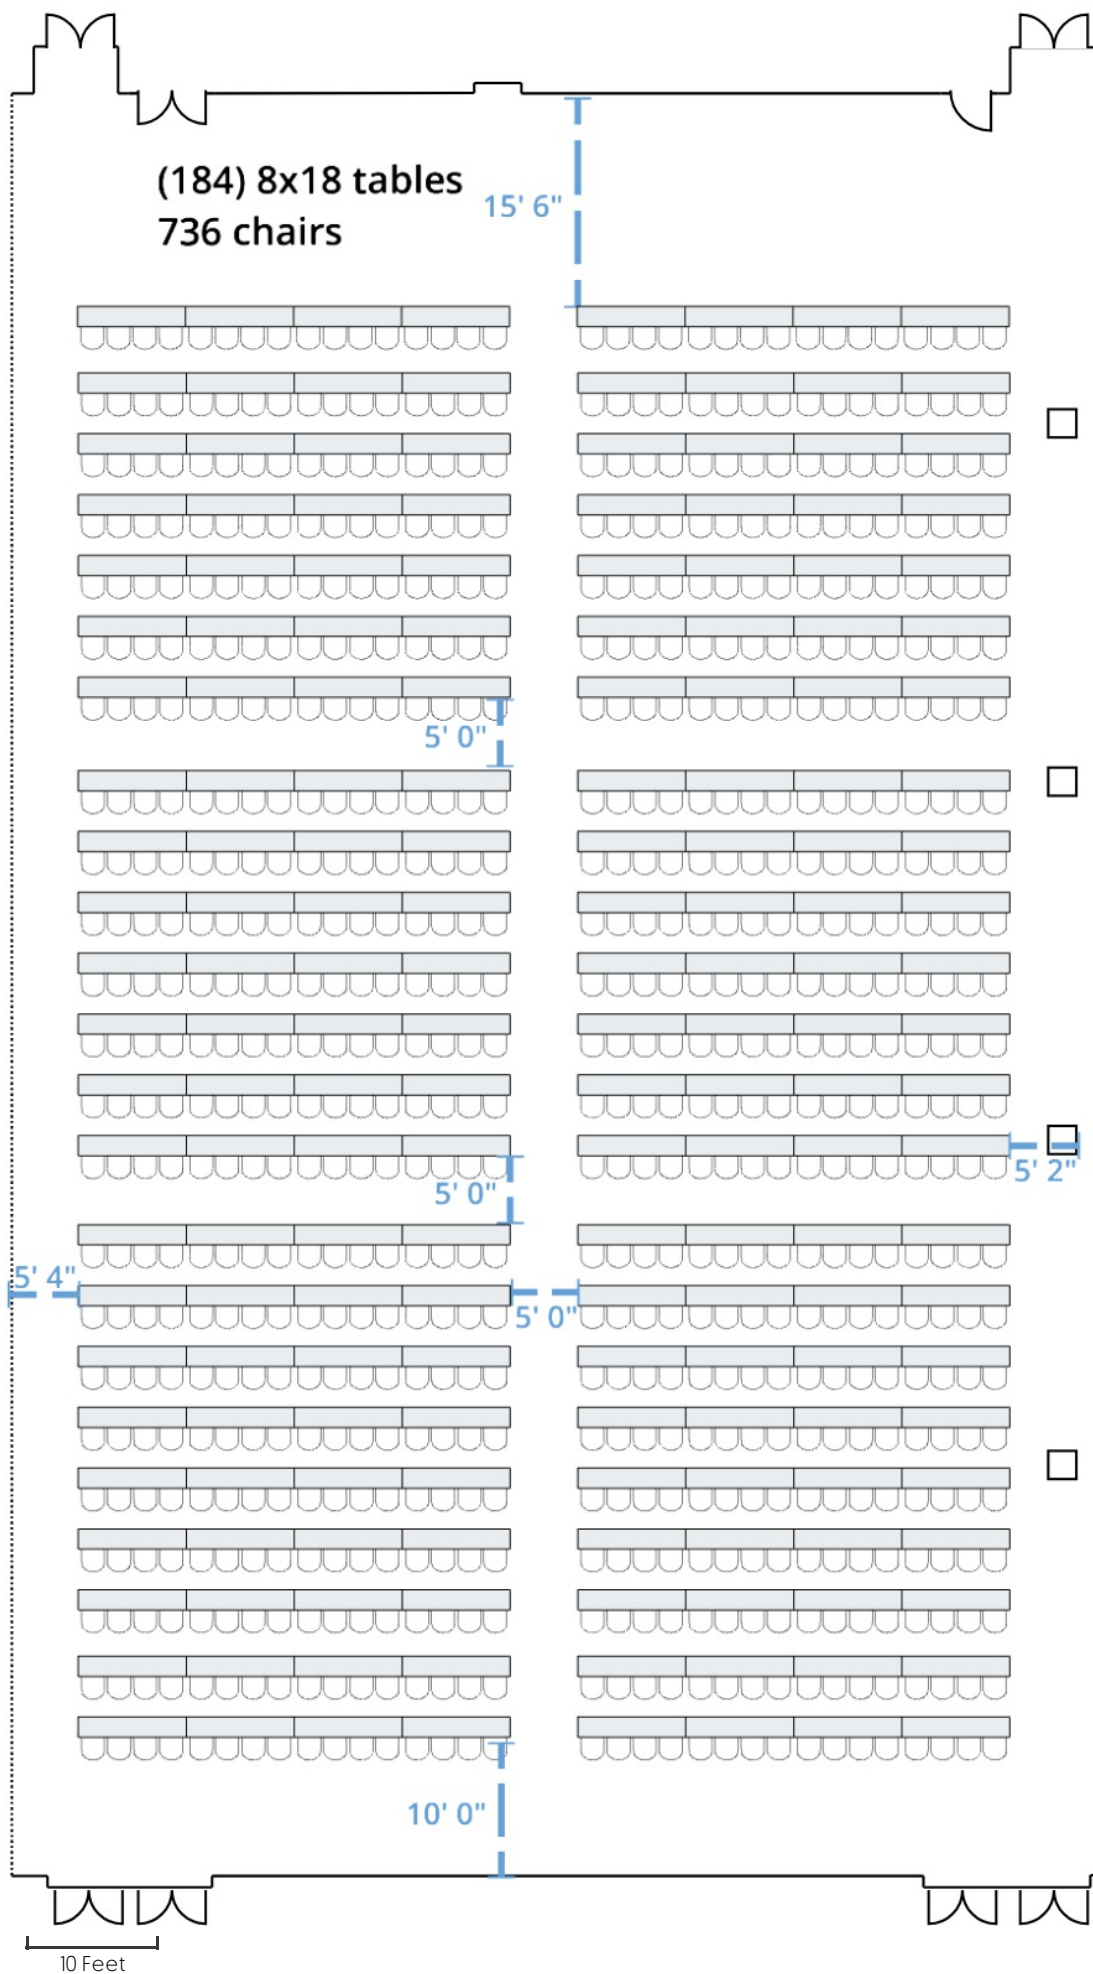 (184) 8x18 tables
736 chairs
15' 6"
5' 0"
5' 0"
5' 2"
5' 4"
5' 0"
10' 0"
10 Feet